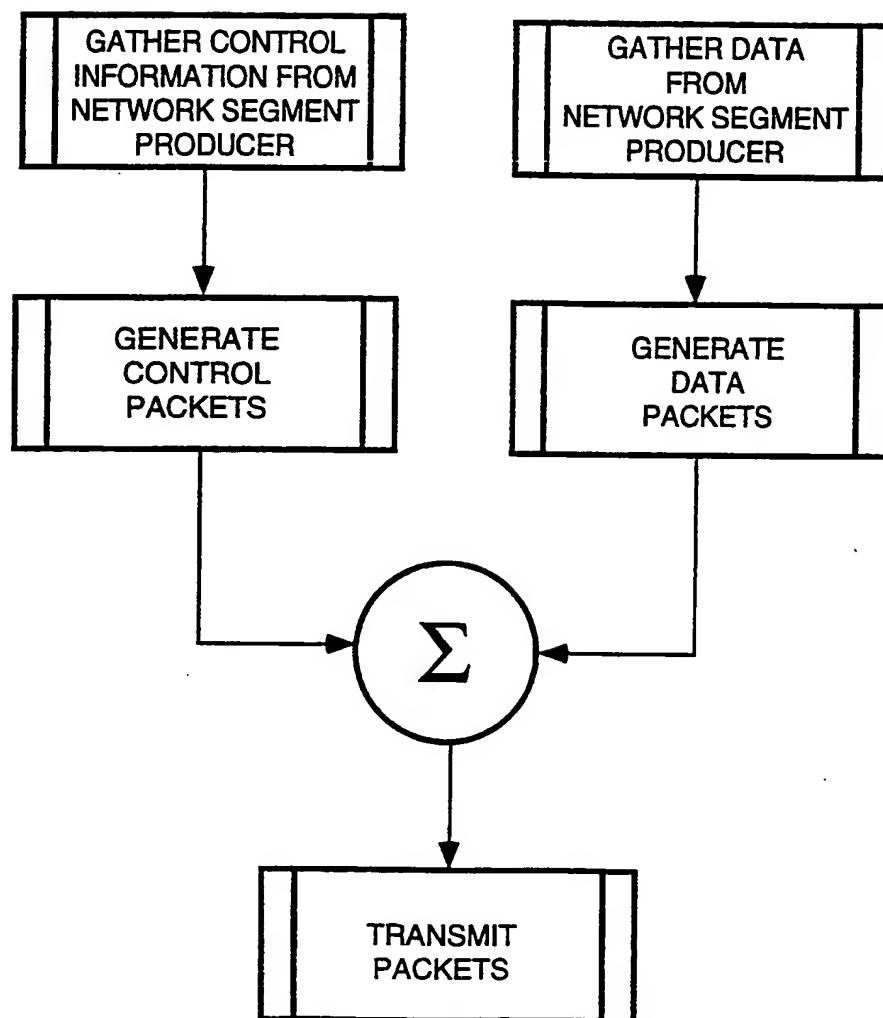 GATHER CONTROL
INFORMATION FROM
NETWORK SEGMENT
PRODUCER
GATHER DATA
FROM
NETWORK SEGMENT
PRODUCER
GENERATE
CONTROL
PACKETS
GENERATE
DATA
PACKETS
Σ
TRANSMIT
PACKETS